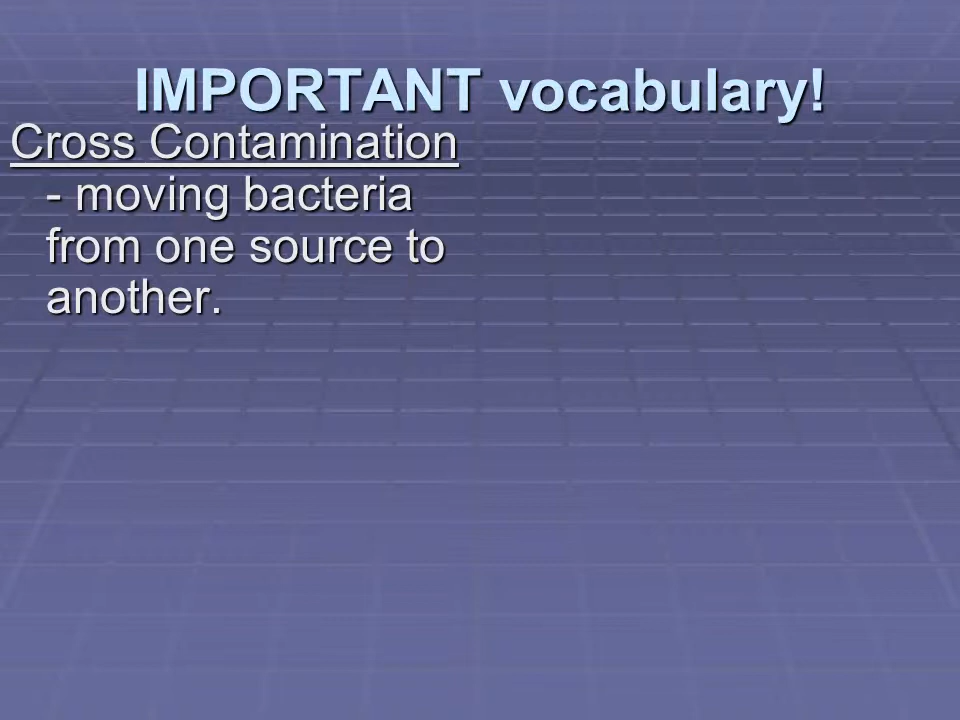 IMPORTANT vocabulary!
Cross Contamination
- moving bacteria
from one source to
another.